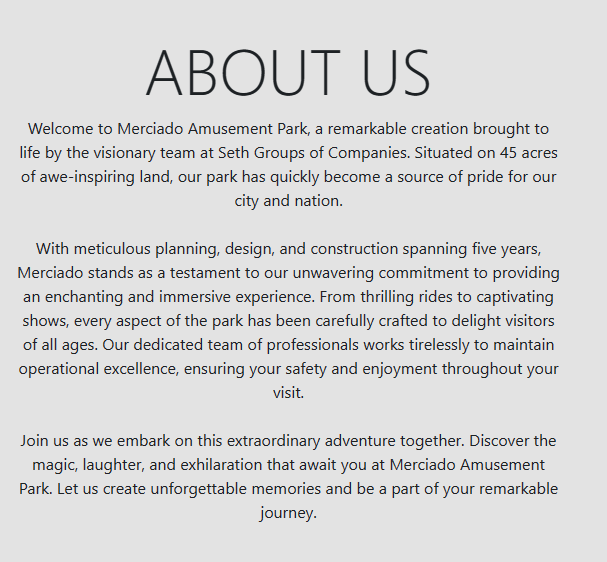 ABOUT US
Welcome to Merciado Amusement Park, a remarkable creation brought to
life by the visionary team at Seth Groups of Companies. Situated on 45 acres
of awe-inspiring land, our park has quickly become a source of pride for our
city and nation.
With meticulous planning, design, and construction spanning five years,
Merciado stands as a testament to our unwavering commitment to providing
an enchanting and immersive experience. From thrilling rides to captivating
shows, every aspect of the park has been carefully crafted to delight visitors
of all ages. Our dedicated team of professionals works tirelessly to maintain
operational excellence, ensuring your safety and enjoyment throughout your
visit.
Join us as we embark on this extraordinary adventure together. Discover the
magic, laughter, and exhilaration that await you at Merciado Amusement
Park. Let us create unforgettable memories and be a part of your remarkable
journey.